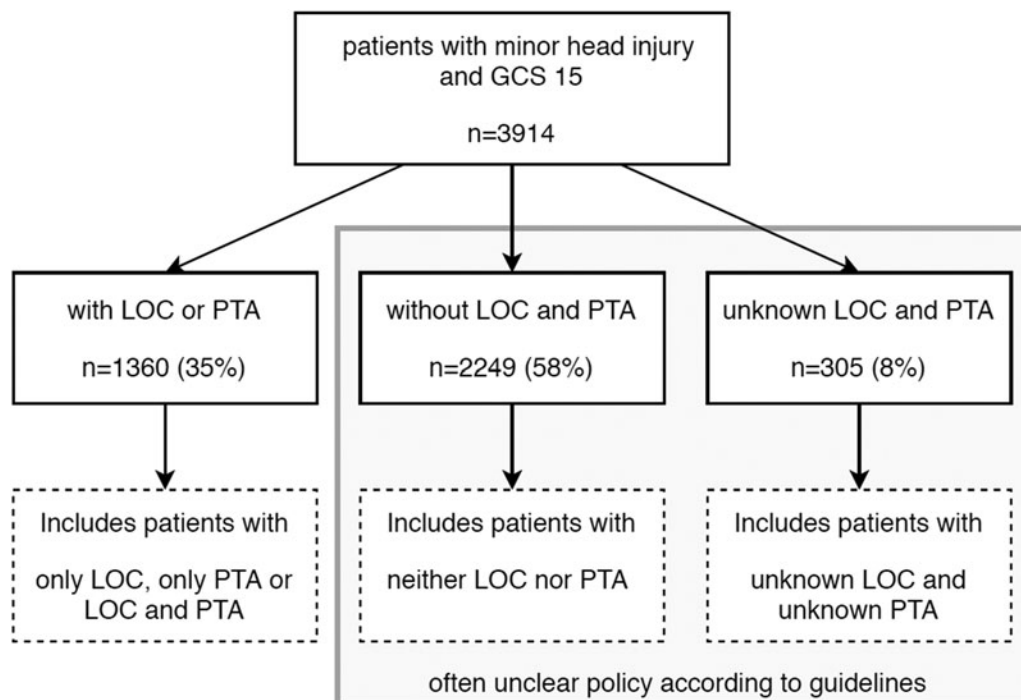 patients with minor head injury
and GCS 15
n=3914
with LOC or PTA
n=1360 (35%)
without LOC and PTA
n=2249 (58%)
unknown LOC and PTA
n=305 (8%)
Includes patients with
only LOC, only PTA or
LOC and PTA
Includes patients with
neither LOC nor PTA
Includes patients with
unknown LOC and
unknown PTA
often unclear policy according to guidelines